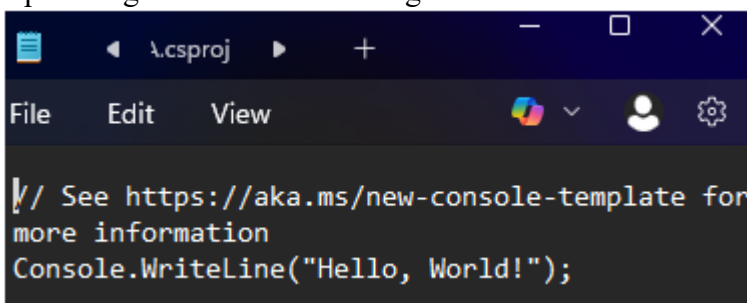 .csproj
File Edit View
// See https://aka.ms/new-console-template for
more information
Console.WriteLine("Hello, World!");